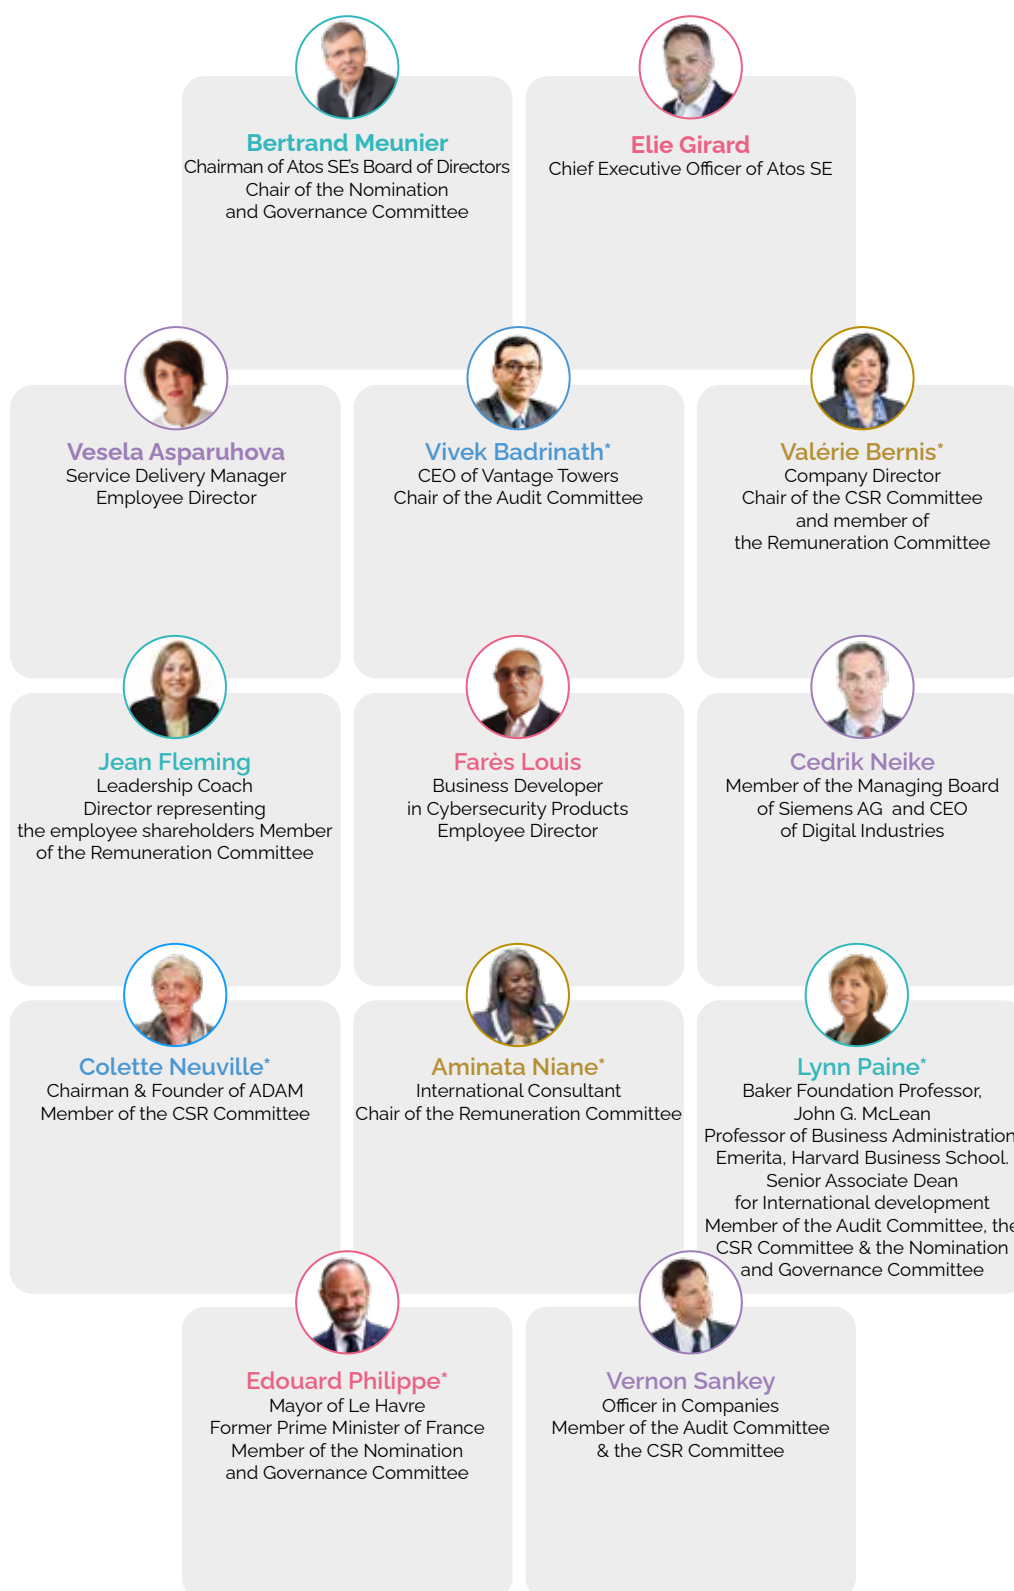 Bertrand Meunier
Chairman of Atos SE's Board of Directors
Chair of the Nomination
and Governance Committee
Elie Girard
Chief Executive Officer of Atos SE
Vesela Asparuhova
Service Delivery Manager
Employee Director
Vivek Badrinath*
CEO of Vantage Towers
Chair of the Audit Committee
Valérie Bernis*
Company Director
Chair of the CSR Committee
and member of
the Remuneration Committee
Jean Fleming
Leadership Coach
Director representing
the employee shareholders Member
of the Remuneration Committee
Farès Louis
Business Developer
in Cybersecurity Products
Employee Director
Cedrik Neike
Member of the Managing Board
of Siemens AG and CEO
of Digital Industries
Colette Neuville*
Chairman & Founder of ADAM
Member of the CSR Committee
Aminata Niane*
International Consultant
Chair of the Remuneration Committee
Lynn Paine*
Baker Foundation Professor,
John G. McLean
Professor of Business Administration
Emerita, Harvard Business School.
Senior Associate Dean
for International development
Member of the Audit Committee, the
CSR Committee & the Nomination
and Governance Committee
Edouard Philippe*
Mayor of Le Havre
Former Prime Minister of France
Member of the Nomination
and Governance Committee
Vernon Sankey
Officer in Companies
Member of the Audit Committee
& the CSR Committee